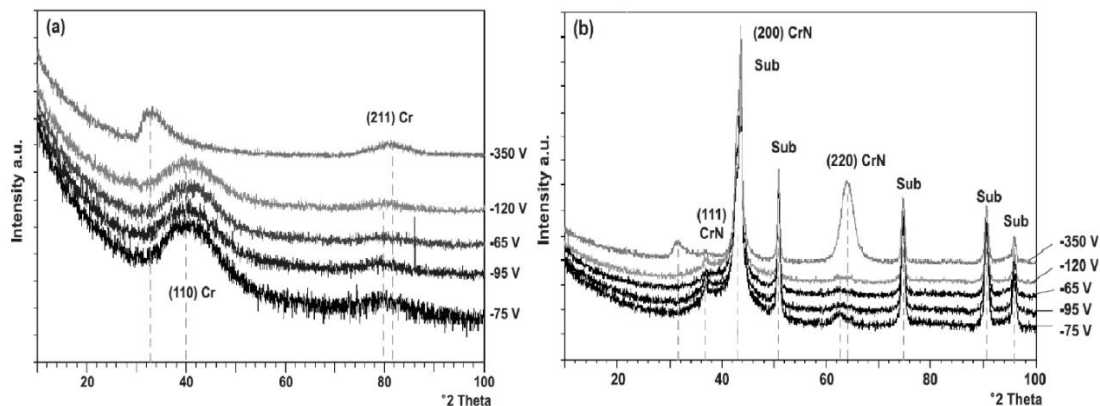 (a)
(211) Cr
-350 V
-120 V
-65 V
-95 V
(110) Cr
-75 V
Intensity a.u.
20
40
60
80
100
°2 Theta
(b)
(200) CrN
Sub
Sub
(220) CrN
Sub
Sub
Sub
(111)
CrN
-350 V
-120 V
-65 V
-95 V
-75 V
Intensity a.u.
20
40
60
80
100
°2 Theta